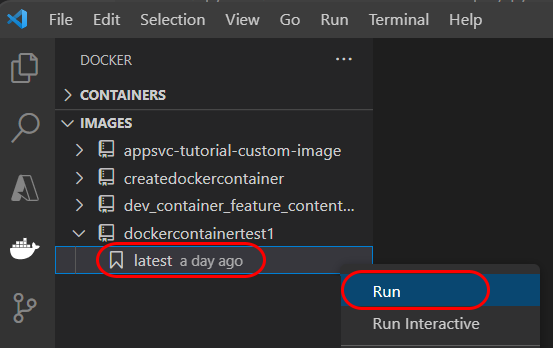 File Edit Selection View Go Run Terminal Help
DOCKER
CONTAINERS
IMAGES
appsvc-tutorial-custom-image
createdockercontainer
dev_container_feature_content...
dockercontainertest1
latest a day ago
Run
Run Interactive